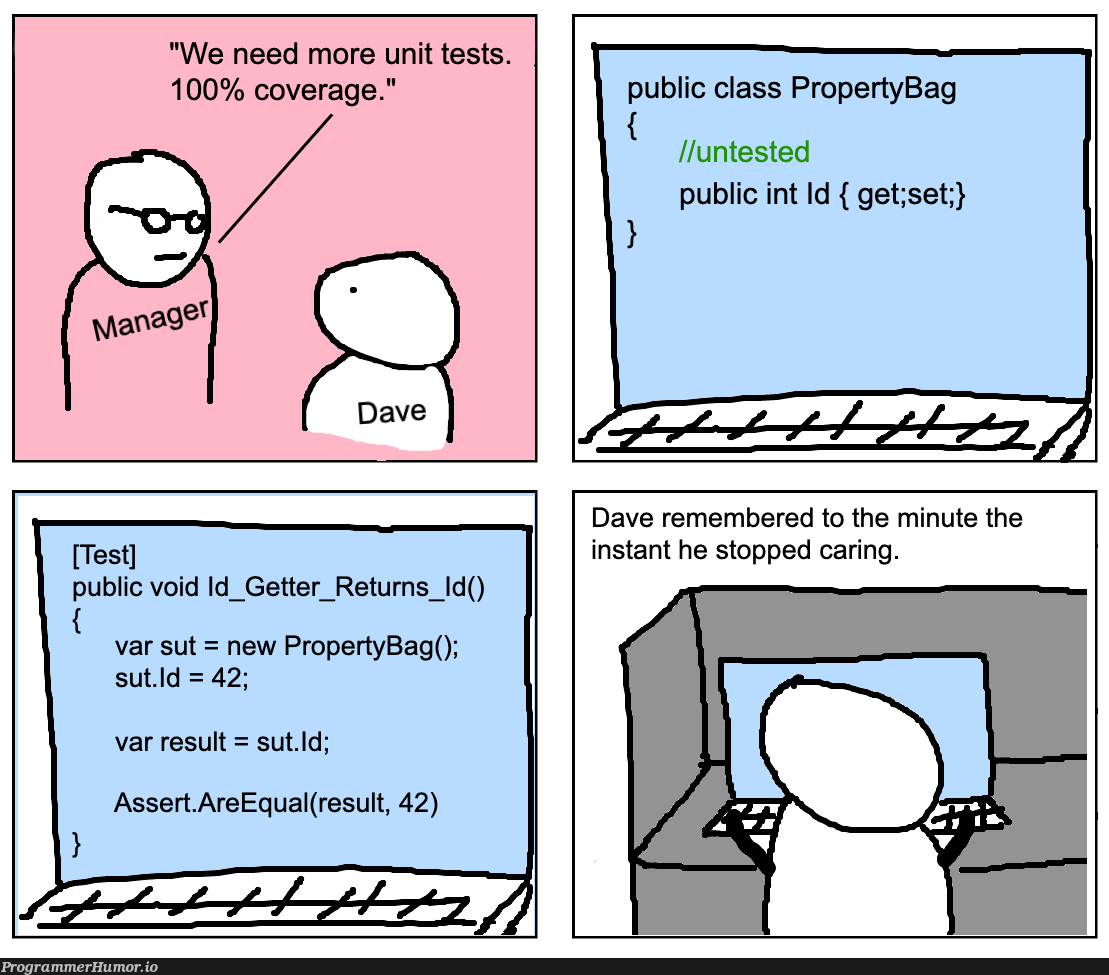 "We need more unit tests.
100% coverage."
Manager
Dave
public class PropertyBag
{
//untested
public int Id { get;set;}
}
[Test]
public void Id_Getter_Returns_Id()
{
var sut = new PropertyBag();
sut.Id = 42;
var result = sut.Id;
Assert.AreEqual(result, 42)
}
Dave remembered to the minute the
instant he stopped caring.
ProgrammerHumor.io